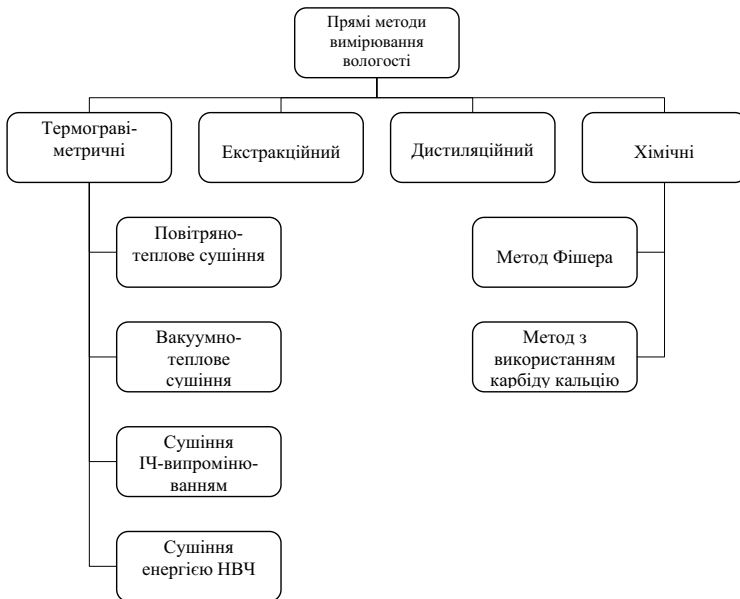 Прямі методи
вимірювання
вологості
Термограві-
метричні
Екстракційний
Дистиляційний
Хімічні
Повітряно-
теплове сушіння
Вакуумно-
теплове
сушіння
Сушіння
ІЧ-випроміню-
ванням
Сушіння
енергією НВЧ
Метод Фішера
Метод з
використанням
карбіду кальцію